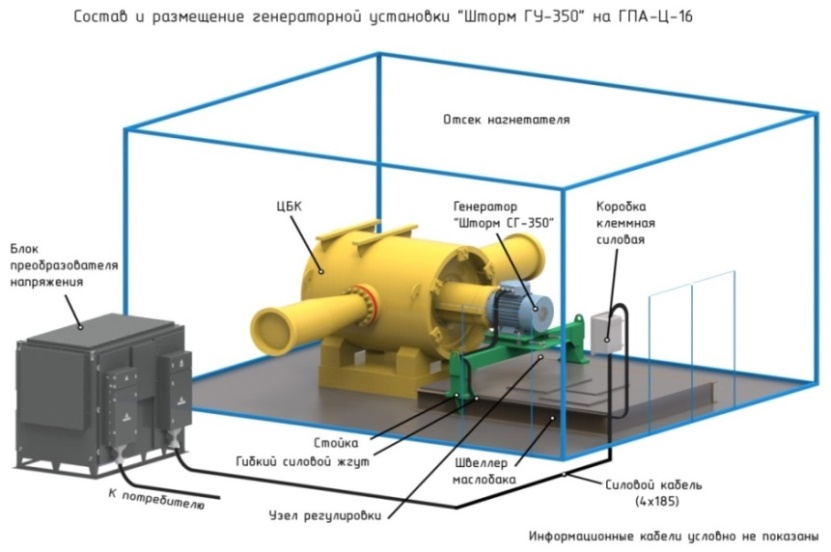 Состав и размещение генераторной установки "Шторм ГУ-350" на ГПА-Ц-16
Отсек нагнетателя
ЦБК
Генератор
"Шторм СГ-350"
Коробка
клеммная
силовая
Блок
преобразователя
напряжения
Стойка
Гибкий силовой жгут
Швеллер
маслобака
Силовой кабель
(4х185)
К потребителю
Узел регулировки
Информационные кабели условно не показаны